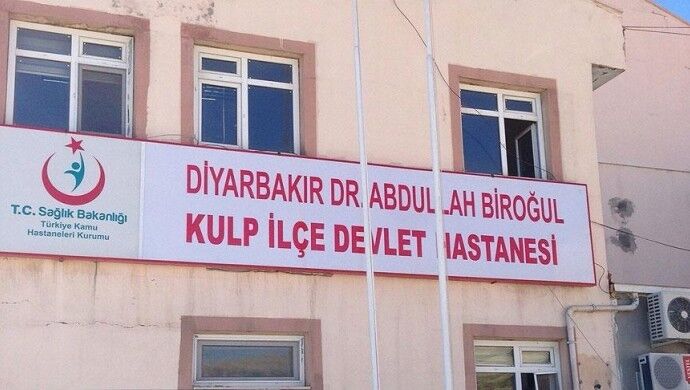 T.C. Sağlık Bakanlığı
Türkiye Kamu
Hastaneleri Kurumu
DİYARBAKIR DR. ABDULLAH BİROĞUL
KULP İLÇE DEVLET HASTANESİ